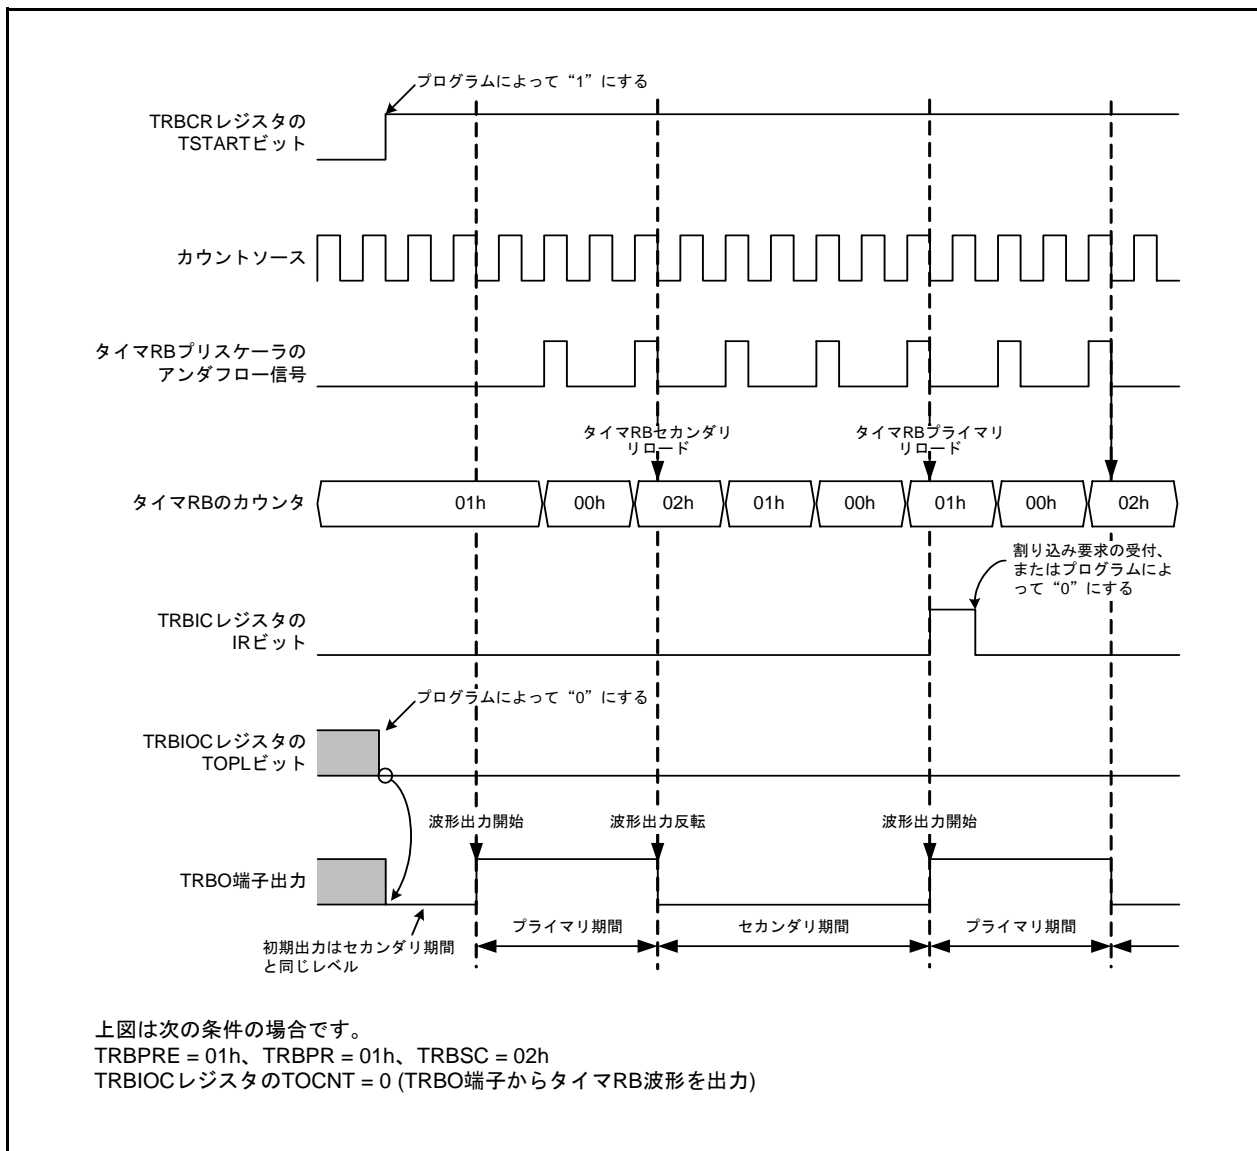 プログラムによって“1”にする
TRBCRレジスタの
TSTARTビット
カウントソース
タイマRBプリスケーラの
アンダフロー信号
タイマRBセカンダリ
リロード
タイマRBプライマリ
リロード
タイマRBのカウンタ
01h
00h
02h
01h
00h
01h
00h
02h
割り込み要求の受付、
またはプログラムによ
って“0”にする
TRBICレジスタの
IRビット
プログラムによって“0”にする
TRBIOCレジスタの
TOPLビット
波形出力開始
波形出力反転
波形出力開始
TRBO端子出力
プライマリ期間
セカンダリ期間
プライマリ期間
初期出力はセカンダリ期間
と同じレベル
上図は次の条件の場合です。
TRBPRE = 01h、TRBPR = 01h、TRBSC = 02h
TRBIOCレジスタのTOCNT = 0 (TRBO端子からタイマRB波形を出力)